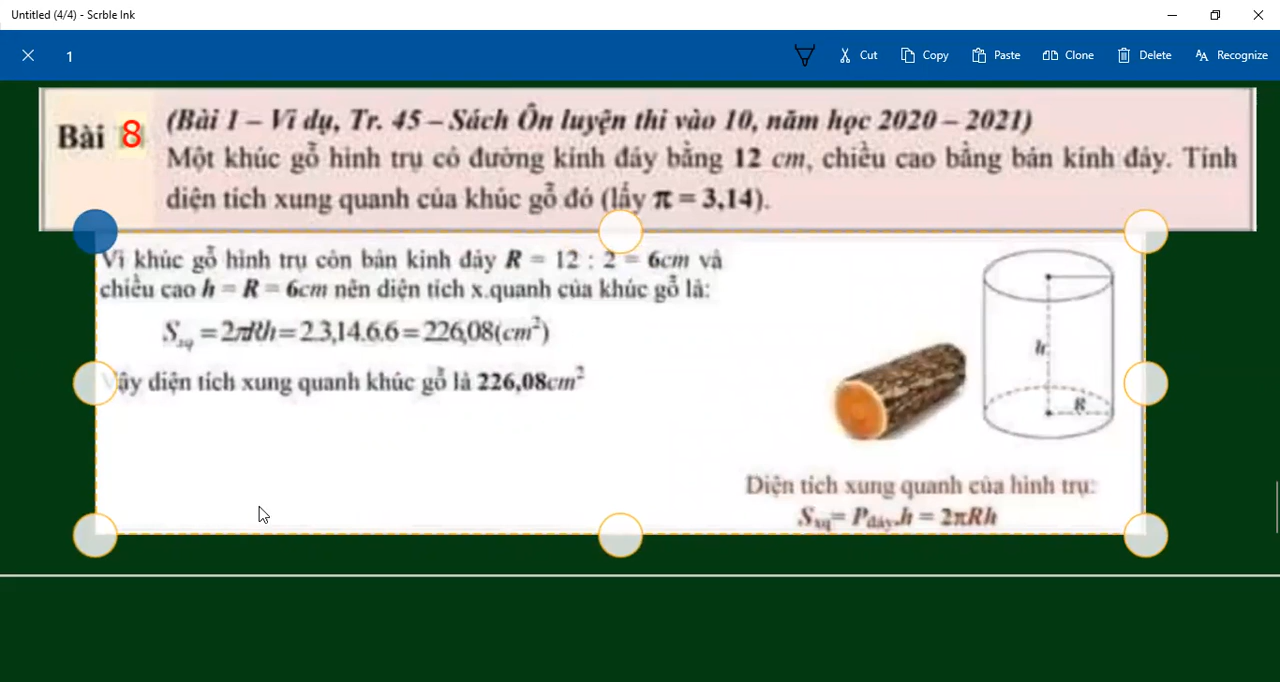 Untitled (4/4) - Scrble Ink
1 Cut Copy Paste Clone Delete Recognize
Bài 8
(Bài 1 – Ví dụ, Tr. 45 – Sách Ôn luyện thi vào 10, năm học 2020 – 2021)
Một khúc gỗ hình trụ có đường kính đáy bằng 12 cm, chiều cao bằng bán kính đáy. Tính
diện tích xung quanh của khúc gỗ đó (lấy π = 3,14).
Vì khúc gỗ hình trụ còn bán kính đáy R = 12 : 2 = 6cm và
chiều cao h = R = 6cm nên diện tích x.quanh của khúc gỗ là:
Sxq = 2πRh = 2.3,14.6.6 = 226,08(cm²)
Vậy diện tích xung quanh khúc gỗ là 226,08cm²
h
R
Diện tích xung quanh của hình trụ:
Sxq= Pđáy.h = 2πRh